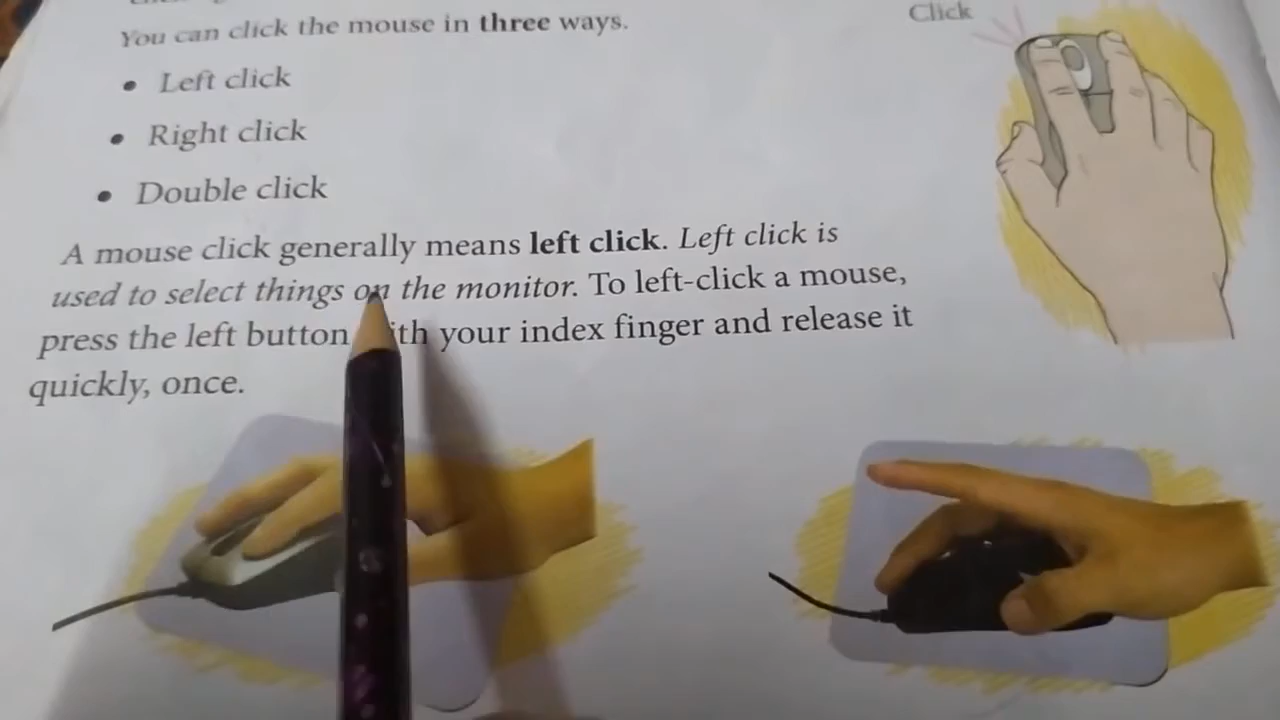 You can click the mouse in three ways.
Click
• Left click
• Right click
• Double click
A mouse click generally means left click. Left click is
used to select things on the monitor. To left-click a mouse,
press the left button with your index finger and release it
quickly, once.